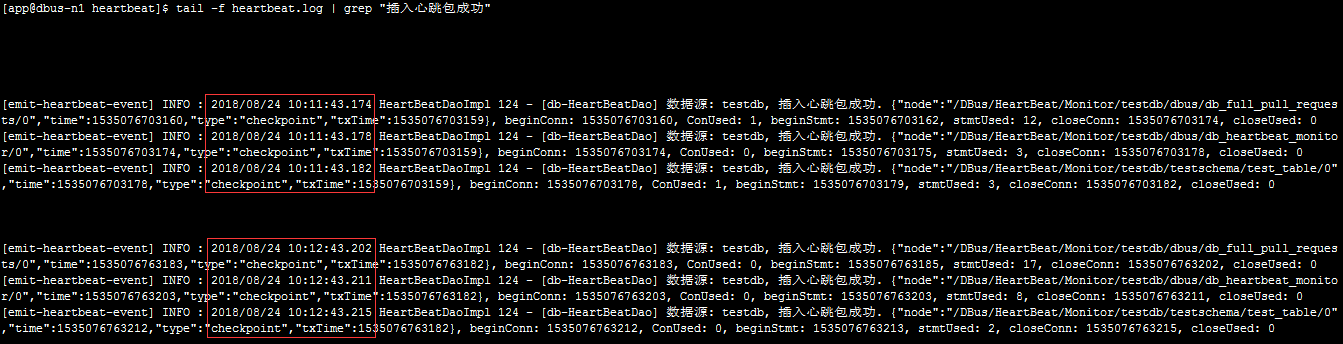 [app@dbus-n1 heartbeat]$ tail -f heartbeat.log | grep "插入心跳包成功"
[emit-heartbeat-event] INFO : 2018/08/24 10:11:43.174 HeartBeatDaoImpl 124 - [db-HeartBeatDao] 数据源: testdb, 插入心跳包成功. {"node":"/DBus/HeartBeat/Monitor/testdb/dbus/db_full_pull_reques
ts/0","time":1535076703160,"type":"checkpoint","txTime":1535076703159}, beginConn: 1535076703160, ConUsed: 1, beginStmt: 1535076703162, stmtUsed: 12, closeConn: 1535076703174, closeUsed: 0
[emit-heartbeat-event] INFO : 2018/08/24 10:11:43.178 HeartBeatDaoImpl 124 - [db-HeartBeatDao] 数据源: testdb, 插入心跳包成功. {"node":"/DBus/HeartBeat/Monitor/testdb/dbus/db_heartbeat_monito
r/0","time":1535076703174,"type":"checkpoint","txTime":1535076703159}, beginConn: 1535076703174, ConUsed: 0, beginStmt: 1535076703175, stmtUsed: 3, closeConn: 1535076703178, closeUsed: 0
[emit-heartbeat-event] INFO : 2018/08/24 10:11:43.182 HeartBeatDaoImpl 124 - [db-HeartBeatDao] 数据源: testdb, 插入心跳包成功. {"node":"/DBus/HeartBeat/Monitor/testdb/testschema/test_table/0"
,"time":1535076703178,"type":"checkpoint","txTime":1535076703159}, beginConn: 1535076703178, ConUsed: 1, beginStmt: 1535076703179, stmtUsed: 3, closeConn: 1535076703182, closeUsed: 0
[emit-heartbeat-event] INFO : 2018/08/24 10:12:43.202 HeartBeatDaoImpl 124 - [db-HeartBeatDao] 数据源: testdb, 插入心跳包成功. {"node":"/DBus/HeartBeat/Monitor/testdb/dbus/db_full_pull_reques
ts/0","time":1535076763183,"type":"checkpoint","txTime":1535076763182}, beginConn: 1535076763183, ConUsed: 0, beginStmt: 1535076763185, stmtUsed: 17, closeConn: 1535076763202, closeUsed: 0
[emit-heartbeat-event] INFO : 2018/08/24 10:12:43.211 HeartBeatDaoImpl 124 - [db-HeartBeatDao] 数据源: testdb, 插入心跳包成功. {"node":"/DBus/HeartBeat/Monitor/testdb/dbus/db_heartbeat_monito
r/0","time":1535076763203,"type":"checkpoint","txTime":1535076763182}, beginConn: 1535076763203, ConUsed: 0, beginStmt: 1535076763203, stmtUsed: 8, closeConn: 1535076763211, closeUsed: 0
[emit-heartbeat-event] INFO : 2018/08/24 10:12:43.215 HeartBeatDaoImpl 124 - [db-HeartBeatDao] 数据源: testdb, 插入心跳包成功. {"node":"/DBus/HeartBeat/Monitor/testdb/testschema/test_table/0"
,"time":1535076763212,"type":"checkpoint","txTime":1535076763182}, beginConn: 1535076763212, ConUsed: 0, beginStmt: 1535076763213, stmtUsed: 2, closeConn: 1535076763215, closeUsed: 0